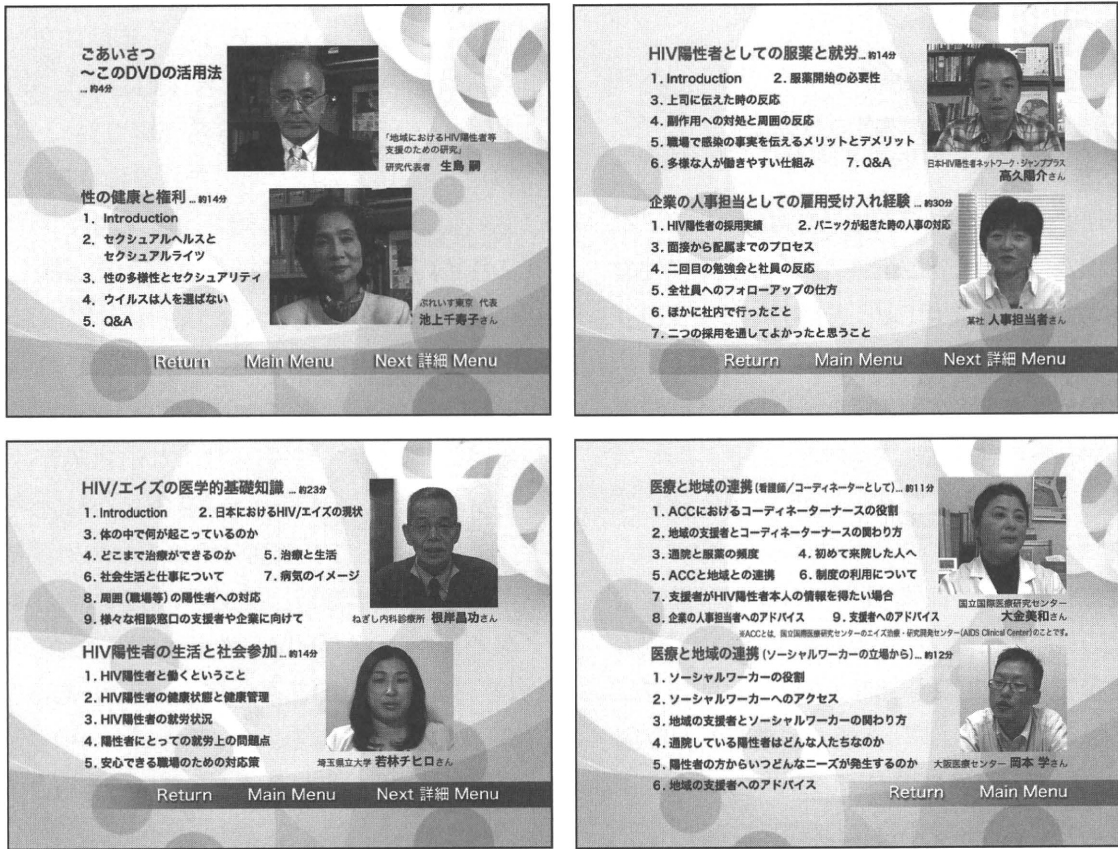 ごあいさつ
～このDVDの活用法
... 約4分
「地域におけるHIV陽性者等
支援のための研究」
研究代表者 生島 嗣
性の健康と権利 ... 約14分
1. Introduction
2. セクシュアルヘルスと
セクシュアルライツ
3. 性の多様性とセクシュアリティ
4. ウイルスは人を選ばない
5. Q&A
ぷれいす東京 代表
池上千寿子さん
Return Main Menu Next 詳細 Menu
HIV陽性者としての服薬と就労 ... 約14分
1. Introduction 2. 服薬開始の必要性
3. 上司に伝えた時の反応
4. 副作用への対処と周囲の反応
5. 職場で感染の事実を伝えるメリットとデメリット
6. 多様な人が働きやすい仕組み 7. Q&A
日本HIV陽性者ネットワーク・ジャンププラス
高久陽介さん
企業の人事担当としての雇用受け入れ経験 ... 約30分
1. HIV陽性者の採用実績 2. パニックが起きた時の人事の対応
3. 面接から配属までのプロセス
4. 二回目の勉強会と社員の反応
5. 全社員へのフォローアップの仕方
6. ほかに社内で行ったこと
7. 二つの採用を通してよかったと思うこと
某社 人事担当者さん
Return Main Menu Next 詳細 Menu
HIV/エイズの医学的基礎知識 ... 約23分
1. Introduction 2. 日本におけるHIV/エイズの現状
3. 体の中で何が起こっているのか
4. どこまで治療ができるのか 5. 治療と生活
6. 社会生活と仕事について 7. 病気のイメージ
8. 周囲(職場等)の陽性者への対応
9. 様々な相談窓口の支援者や企業に向けて
ねぎし内科診療所 根岸昌功さん
HIV陽性者の生活と社会参加 ... 約14分
1. HIV陽性者と働くということ
2. HIV陽性者の健康状態と健康管理
3. HIV陽性者の就労状況
4. 陽性者にとっての就労上の問題点
5. 安心できる職場のための対応策
埼玉県立大学 若林チヒロさん
Return Main Menu Next 詳細 Menu
医療と地域の連携(看護師/コーディネーターとして)... 約11分
1. ACCにおけるコーディネーターナースの役割
2. 地域の支援者とコーディネーターナースの関わり方
3. 通院と服薬の頻度 4. 初めて来院した人へ
5. ACCと地域との連携 6. 制度の利用について
7. 支援者がHIV陽性者本人の情報を得たい場合
8. 企業の人事担当者へのアドバイス 9. 支援者へのアドバイス
国立国際医療研究センター
大金美和さん
※ACCとは、国立国際医療研究センターのエイズ治療・研究開発センター(AIDS Clinical Center)のことです。
医療と地域の連携(ソーシャルワーカーの立場から)... 約12分
1. ソーシャルワーカーの役割
2. ソーシャルワーカーへのアクセス
3. 地域の支援者とソーシャルワーカーの関わり方
4. 通院している陽性者はどんな人たちなのか
5. 陽性者の方からいつどんなニーズが発生するのか
6. 地域の支援者へのアドバイス
大阪医療センター 岡本 学さん
Return Main Menu